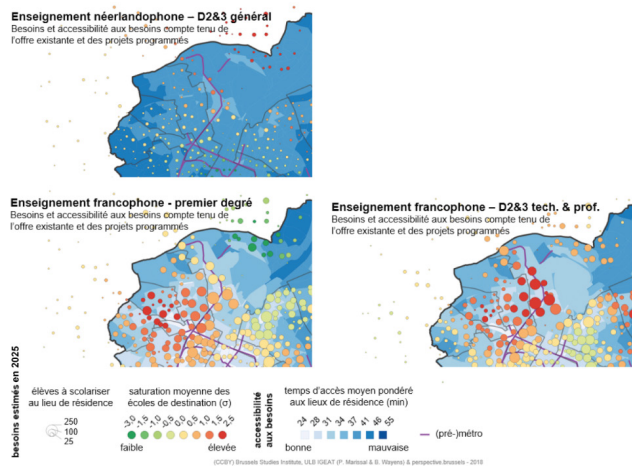 Enseignement néerlandophone – D2&3 général
Besoins et accessibilité aux besoins compte tenu de
l'offre existante et des projets programmés
Enseignement francophone - premier degré
Besoins et accessibilité aux besoins compte tenu de
l'offre existante et des projets programmés
Enseignement francophone – D2&3 tech. & prof.
Besoins et accessibilité aux besoins compte tenu de
l'offre existante et des projets programmés
besoins estimés en 2025
élèves à scolariser
au lieu de résidence
250
100
25
saturation moyenne des
écoles de destination (σ)
-3,0 -1,5 -1,0 -0,5 0,0 0,5 1,0 1,5 2,5
faible élevée
accessibilité
aux besoins
temps d'accès moyen pondéré
aux lieux de résidence (min)
24 28 31 34 37 41 46 55
bonne mauvaise
(pré-)métro
(CCBY) Brussels Studies Institute, ULB IGEAT (P. Marissal & B. Wayens) & perspective.brussels - 2018